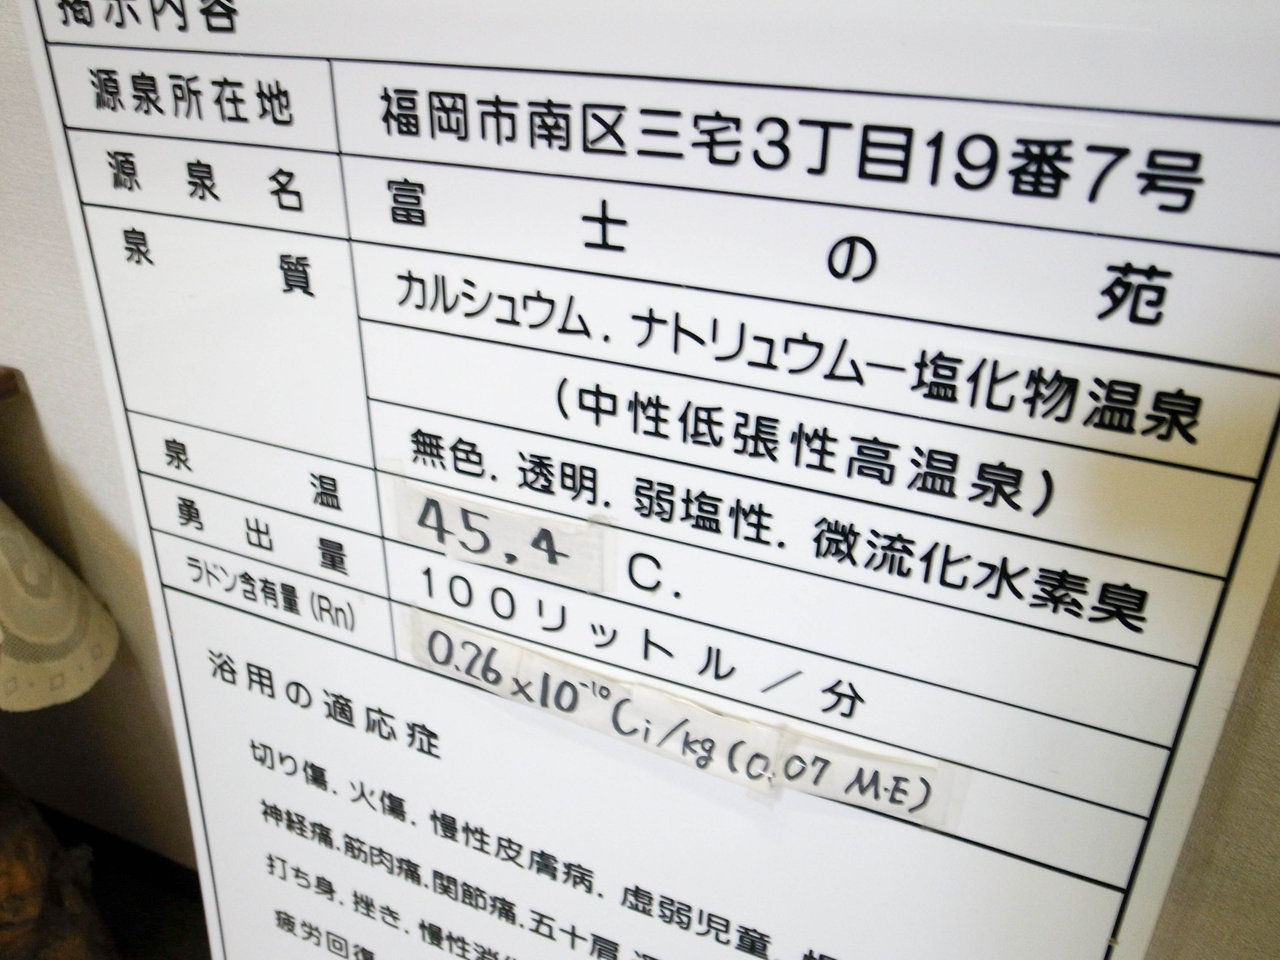 掲示内容
源泉所在地 福岡市南区三宅3丁目19番7号
源泉名 富士の苑
泉質 カルシュウム.ナトリュウムー塩化物温泉
(中性低張性高温泉)
無色.透明.弱塩性.微流化水素臭
泉温 45,4 C.
勇出量 100リットル/分
ラドン含有量(Rn) 0.26×10⁻¹⁰Ci/kg(0.07 M・E)
浴用の適応症
切り傷.火傷.慢性皮膚病.虚弱児童.
神経痛.筋肉痛.関節痛.五十肩.
打ち身.挫き.慢性消
疲労回復